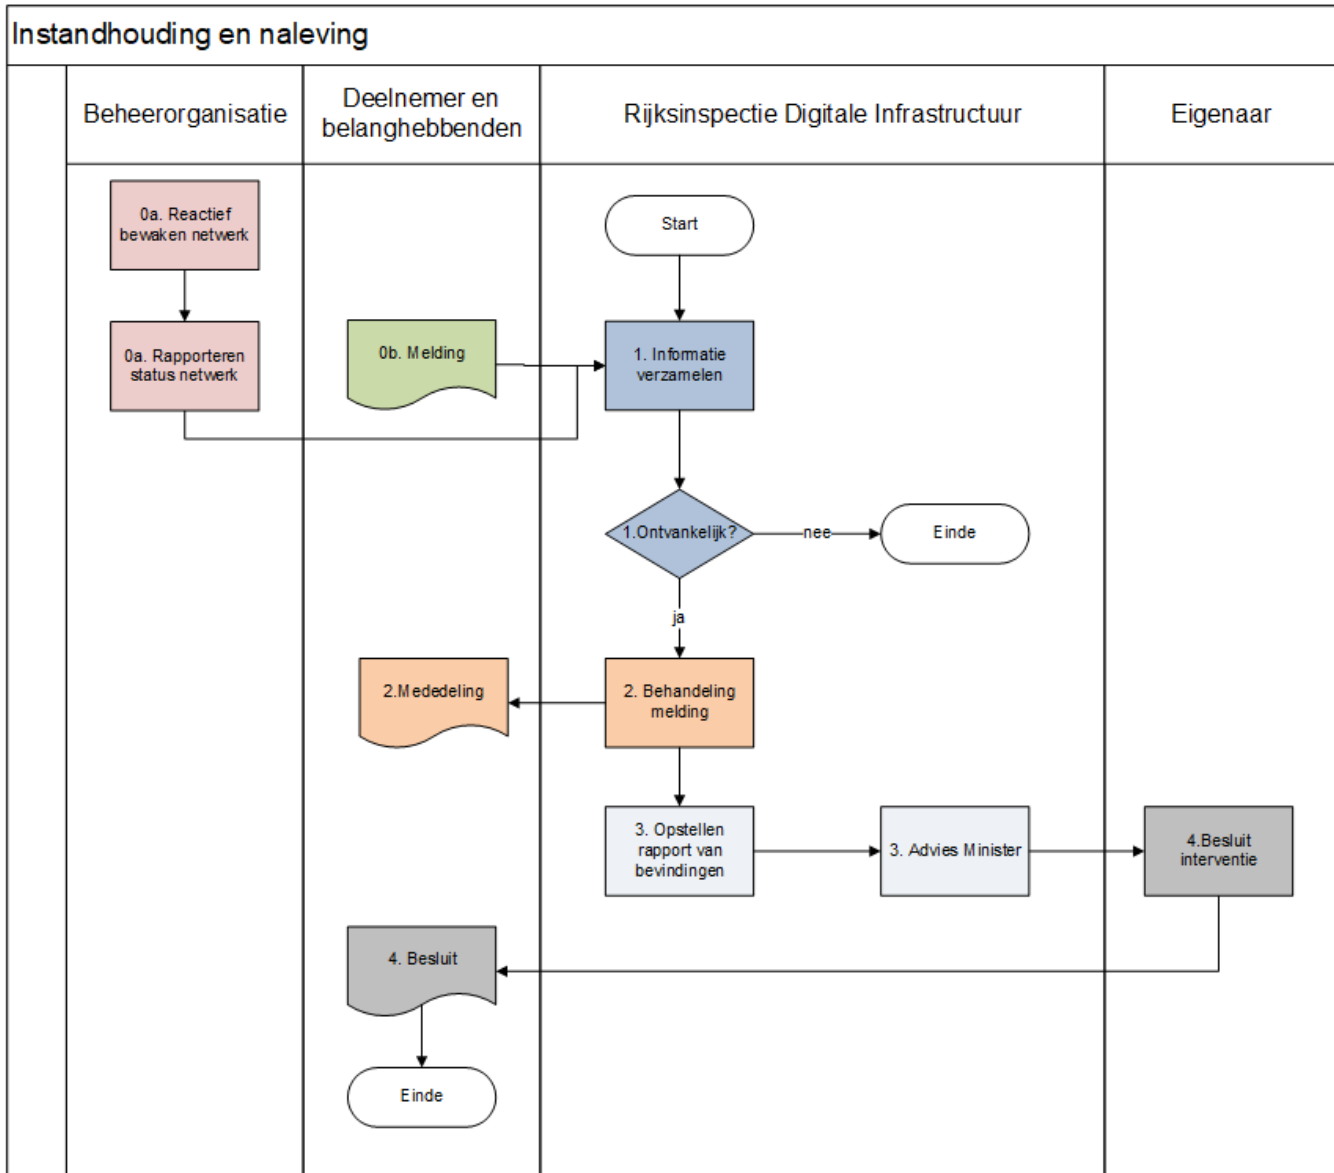 Instandhouding en naleving
Beheerorganisatie
Deelnemer en
belanghebbenden
Rijksinspectie Digitale Infrastructuur
Eigenaar
0a. Reactief
bewaken netwerk
Start
0a. Rapporteren
status netwerk
0b. Melding
1. Informatie
verzamelen
1.Ontvankelijk?
nee
Einde
ja
2.Mededeling
2. Behandeling
melding
3. Opstellen
rapport van
bevindingen
3. Advies Minister
4.Besluit
interventie
4. Besluit
Einde